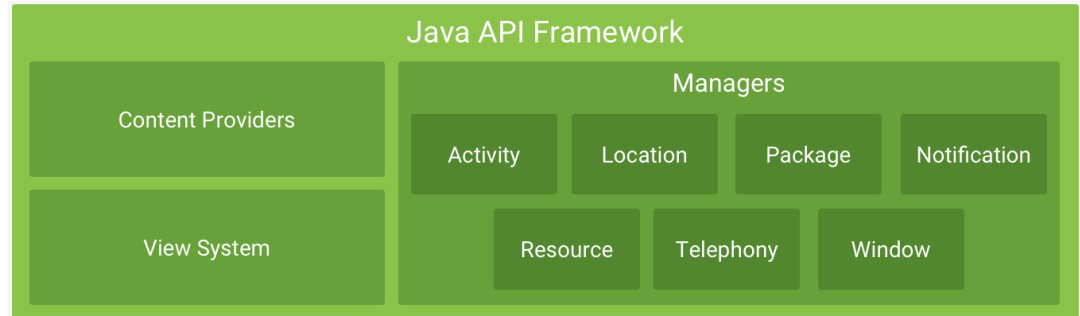 Java API Framework
Content Providers
View System
Managers
Activity
Location
Package
Notification
Resource
Telephony
Window